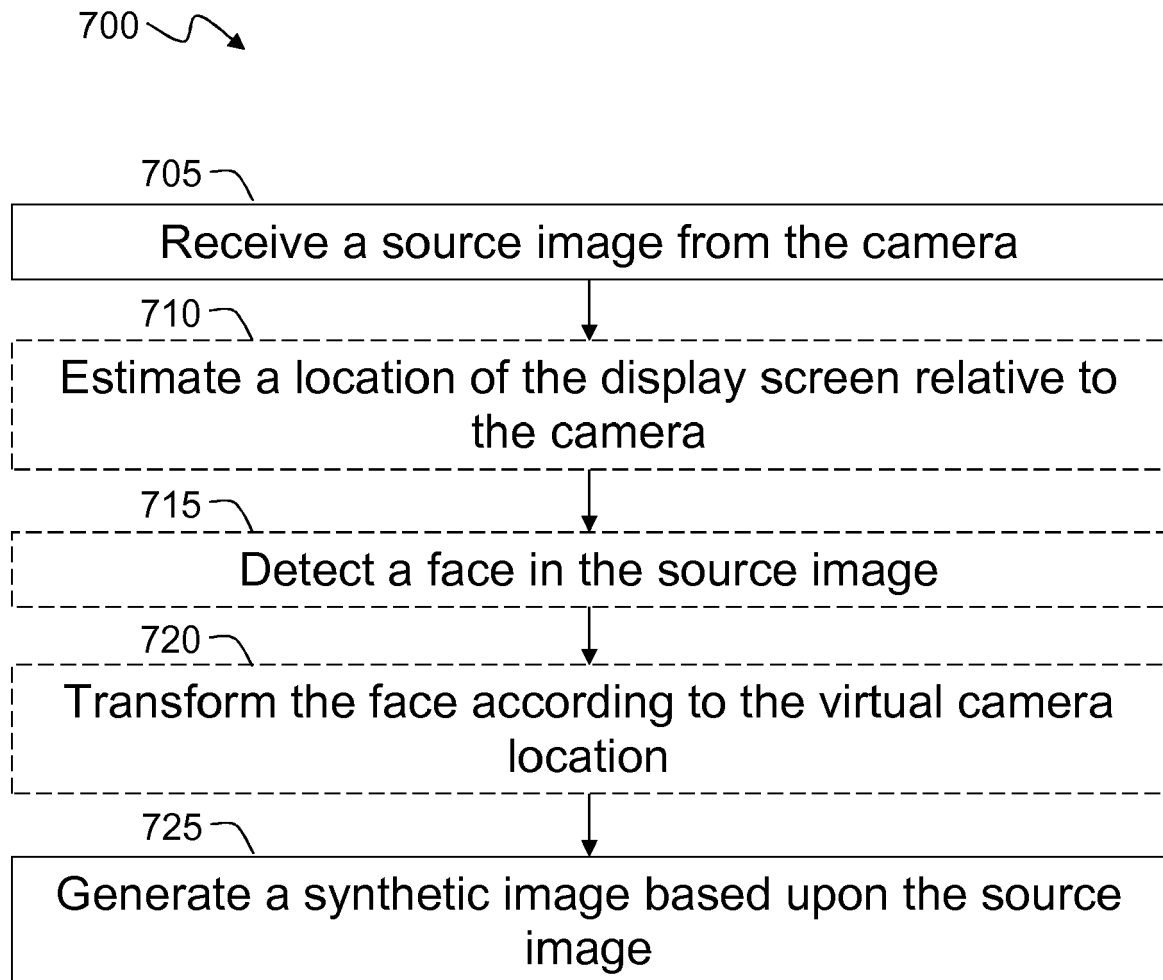 700
705
Receive a source image from the camera
710
Estimate a location of the display screen relative to
the camera
715
Detect a face in the source image
720
Transform the face according to the virtual camera
location
725
Generate a synthetic image based upon the source
image